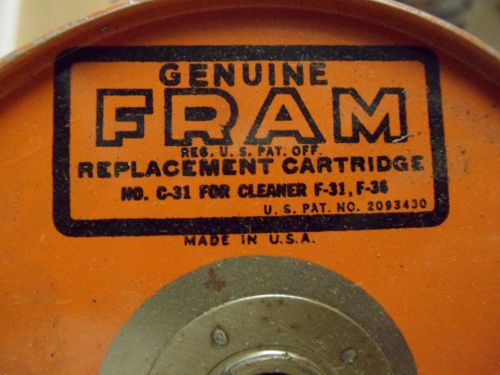 GENUINE
FRAM
REG. U. S. PAT. OFF.
REPLACEMENT CARTRIDGE
NO. C-31 FOR CLEANER F-31, F-36
U. S. PAT. NO. 2093430
MADE IN U.S.A.